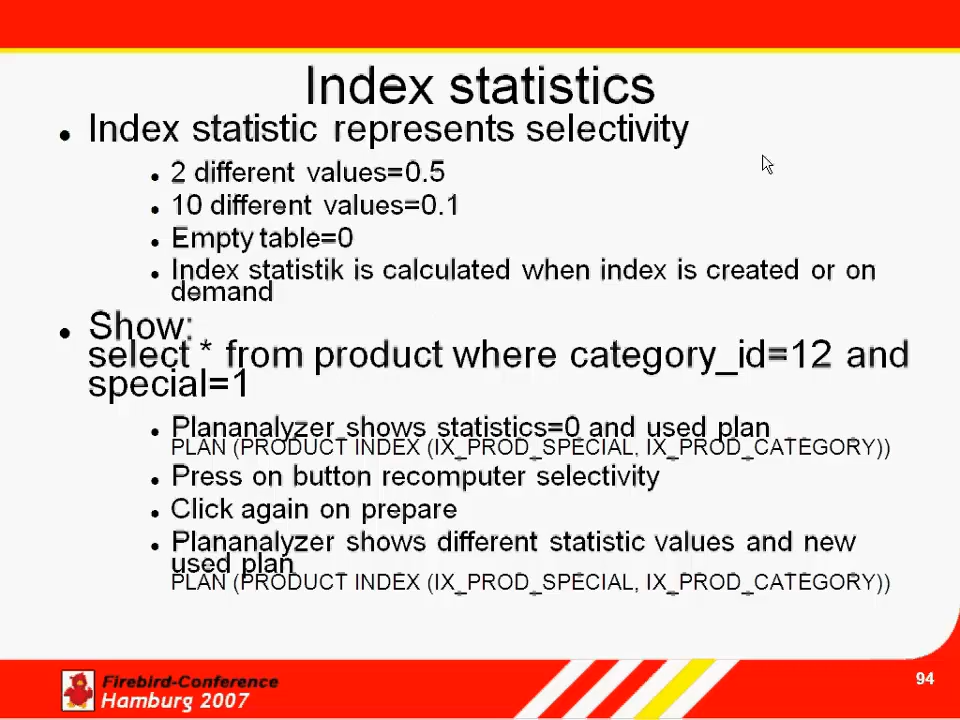 Index statistics
Index statistic represents selectivity
2 different values=0.5
10 different values=0.1
Empty table=0
Index statistik is calculated when index is created or on
demand
Show:
select * from product where category_id=12 and
special=1
Plananalyzer shows statistics=0 and used plan
PLAN (PRODUCT INDEX (IX_PROD_SPECIAL, IX_PROD_CATEGORY))
Press on button recomputer selectivity
Click again on prepare
Plananalyzer shows different statistic values and new
used plan
PLAN (PRODUCT INDEX (IX_PROD_SPECIAL, IX_PROD_CATEGORY))
Firebird-Conference
Hamburg 2007
94